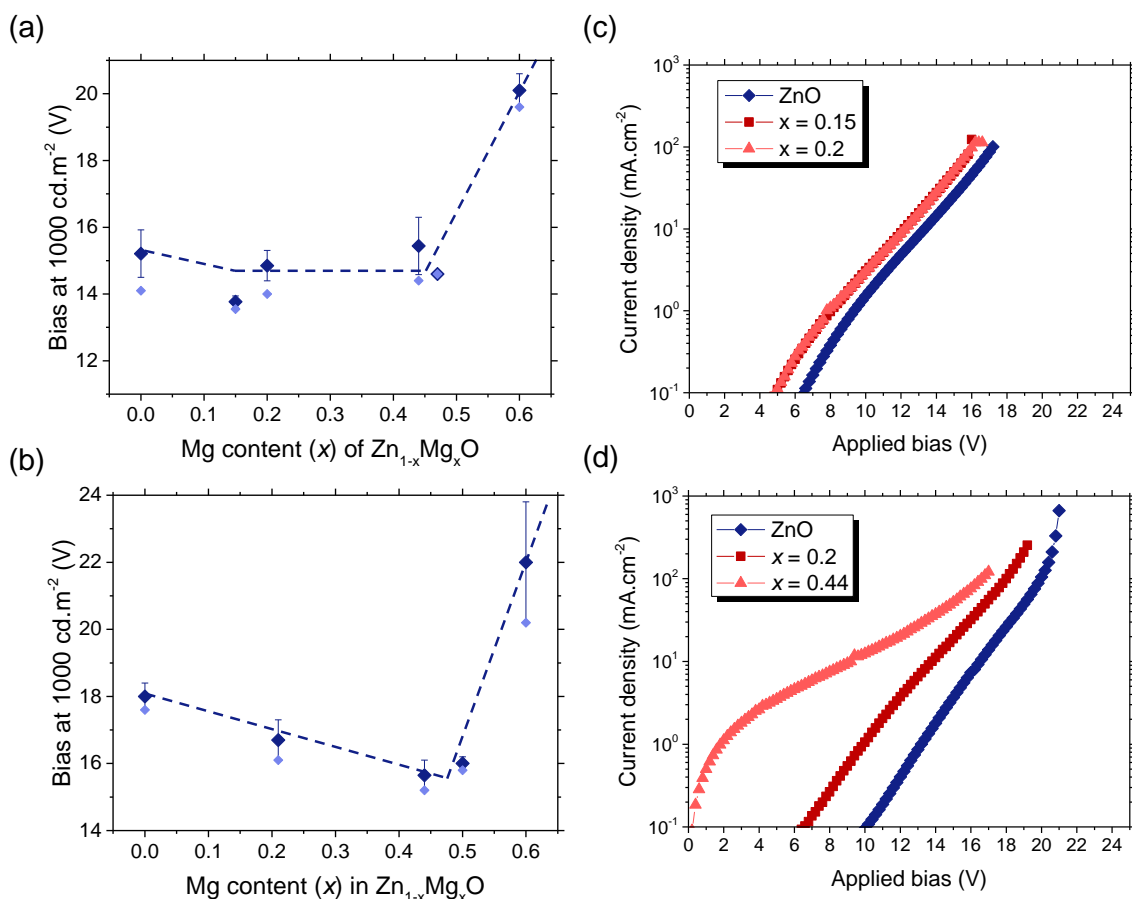 (a)
Bias at 1000 cd.m⁻² (V)
20
18
16
14
12
0.0 0.1 0.2 0.3 0.4 0.5 0.6
Mg content (x) of Zn₁₋ₓMgₓO
(b)
Bias at 1000 cd.m⁻² (V)
24
22
20
18
16
14
0.0 0.1 0.2 0.3 0.4 0.5 0.6
Mg content (x) in Zn₁₋ₓMgₓO
(c)
Current density (mA.cm⁻²)
10³
10²
10¹
10⁰
10⁻¹
ZnO
x = 0.15
x = 0.2
0 2 4 6 8 10 12 14 16 18 20 22 24
Applied bias (V)
(d)
Current density (mA.cm⁻²)
10³
10²
10¹
10⁰
10⁻¹
ZnO
x = 0.2
x = 0.44
0 2 4 6 8 10 12 14 16 18 20 22 24
Applied bias (V)